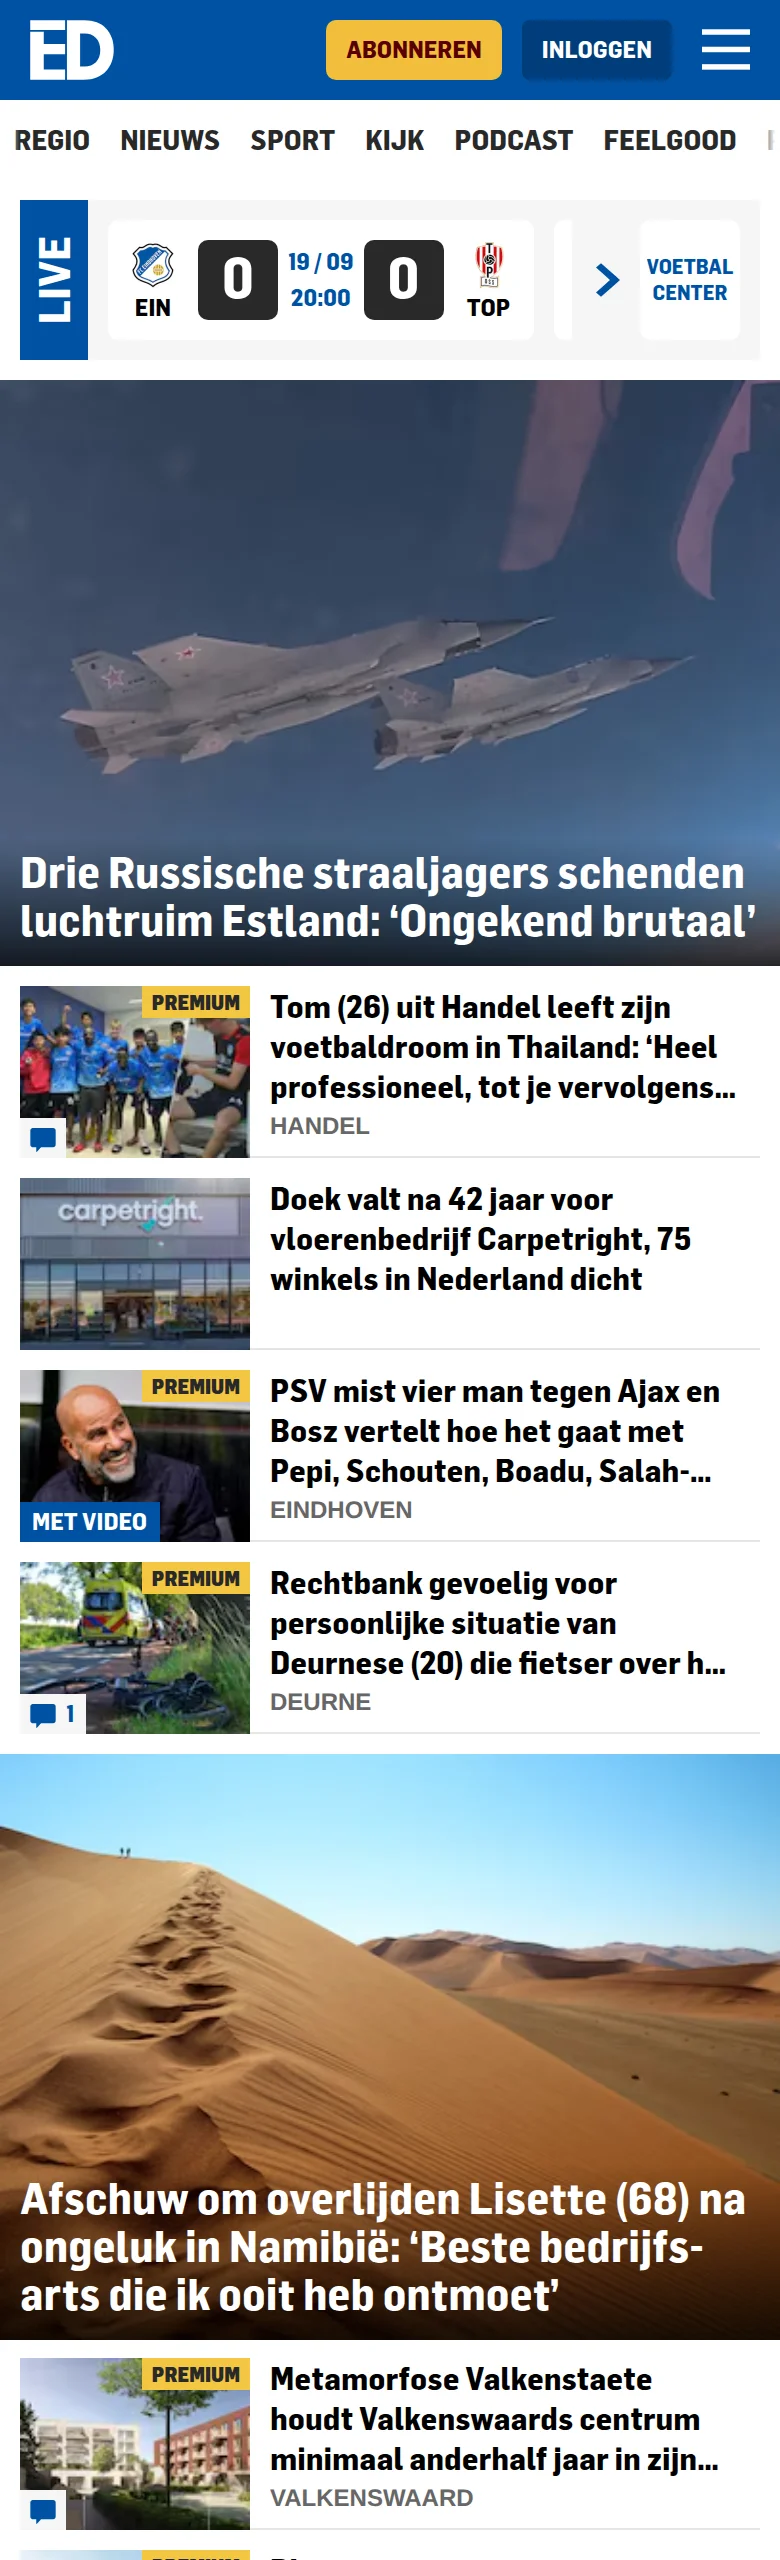 ED
ABONNEREN
INLOGGEN
REGIO NIEUWS SPORT KIJK PODCAST FEELGOOD
LIVE
EIN
0
19 / 09
20:00
0
TOP
VOETBAL
CENTER
Drie Russische straaljagers schenden
luchtruim Estland: ‘Ongekend brutaal’
PREMIUM
Tom (26) uit Handel leeft zijn
voetbaldroom in Thailand: ‘Heel
professioneel, tot je vervolgens...
HANDEL
carpetright.
Doek valt na 42 jaar voor
vloerenbedrijf Carpetright, 75
winkels in Nederland dicht
PREMIUM
MET VIDEO
PSV mist vier man tegen Ajax en
Bosz vertelt hoe het gaat met
Pepi, Schouten, Boadu, Salah-...
EINDHOVEN
PREMIUM
1
Rechtbank gevoelig voor
persoonlijke situatie van
Deurnese (20) die fietser over h...
DEURNE
Afschuw om overlijden Lisette (68) na
ongeluk in Namibië: ‘Beste bedrijfs-
arts die ik ooit heb ontmoet’
PREMIUM
Metamorfose Valkenstaete
houdt Valkenswaards centrum
minimaal anderhalf jaar in zijn...
VALKENSWAARD